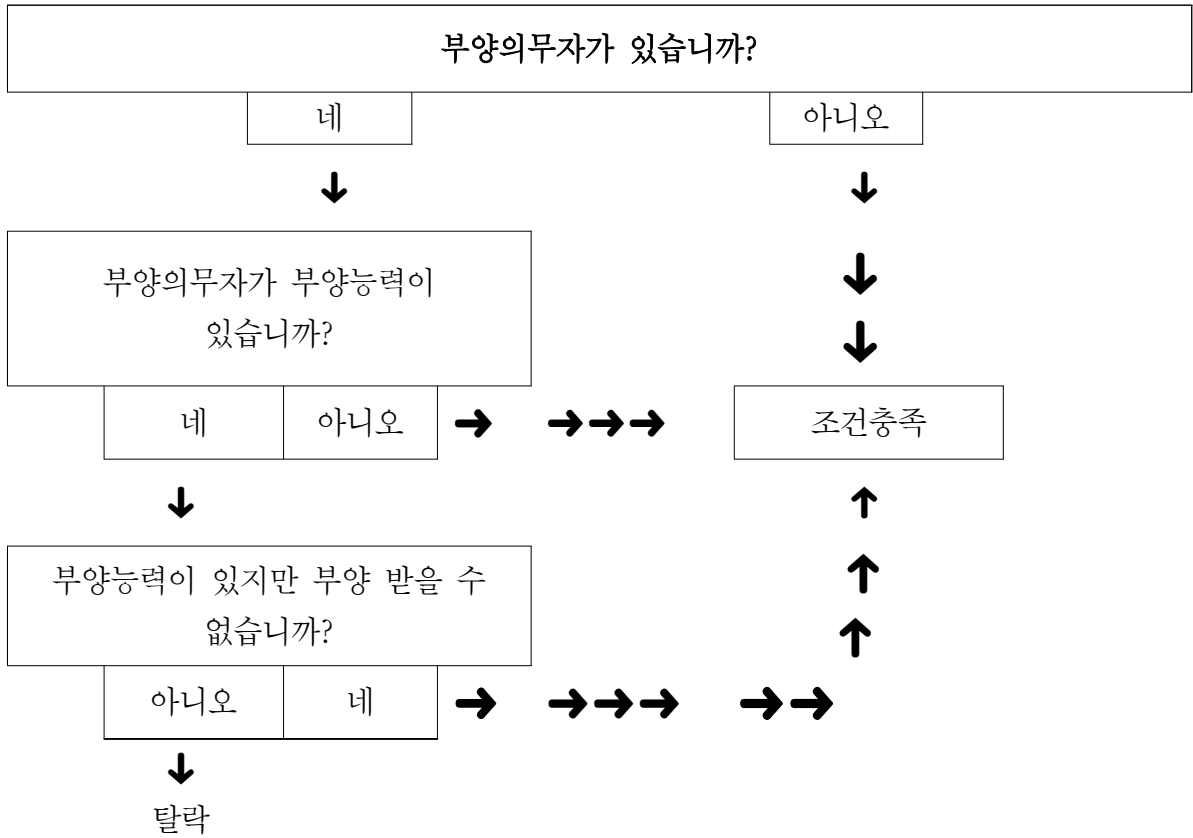 부양의무자가 있습니까?
네
아니오
부양의무자가 부양능력이
있습니까?
네
아니오
조건충족
부양능력이 있지만 부양 받을 수
없습니까?
아니오
네
탈락